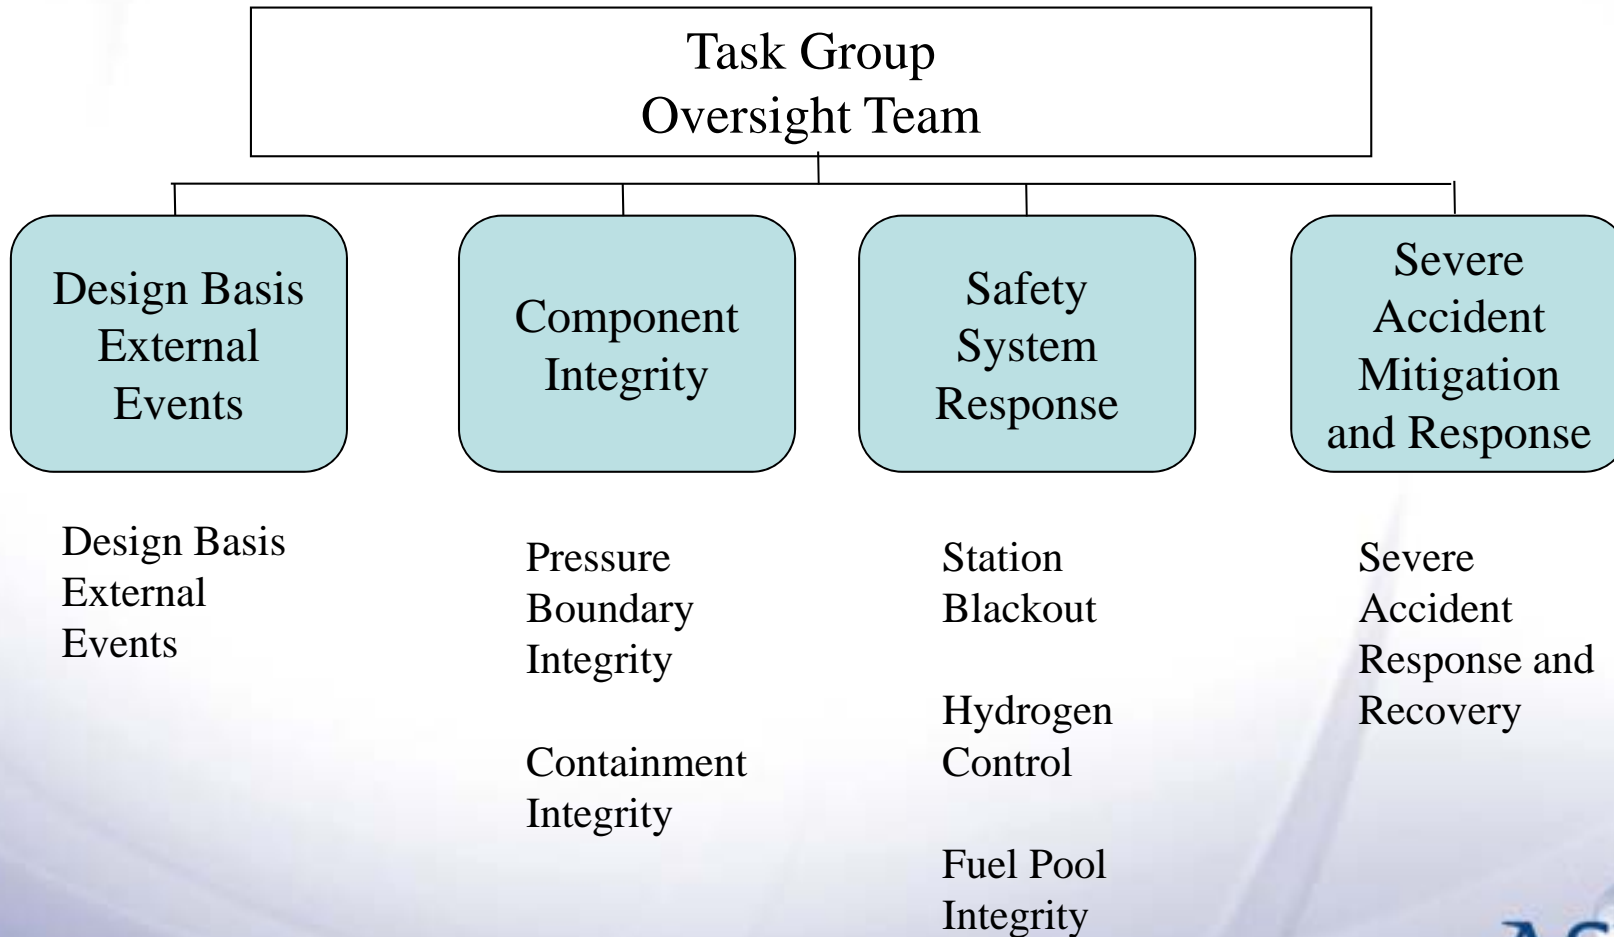 Task Group
Oversight Team
Design Basis
External
Events
Component
Integrity
Safety
System
Response
Severe
Accident
Mitigation
and Response
Design Basis
External
Events
Pressure
Boundary
Integrity
Containment
Integrity
Station
Blackout
Hydrogen
Control
Fuel Pool
Integrity
Severe
Accident
Response and
Recovery